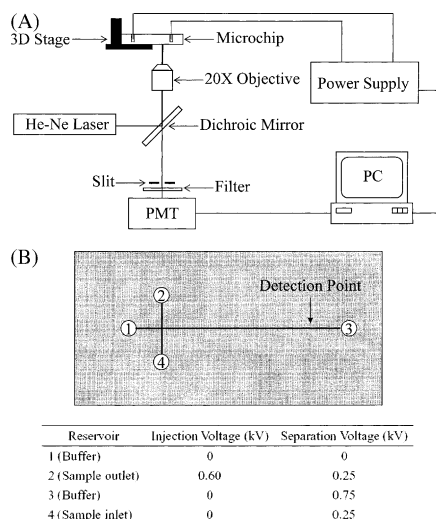 (A)
3D Stage
Microchip
20X Objective
Power Supply
He-Ne Laser
Dichroic Mirror
PC
Slit
Filter
PMT
(B)
Detection Point
2
1
3
4
Reservoir Injection Voltage (kV) Separation Voltage (kV)
1 (Buffer) 0 0
2 (Sample outlet) 0.60 0.25
3 (Buffer) 0 0.75
4 (Sample inlet) 0 0.25